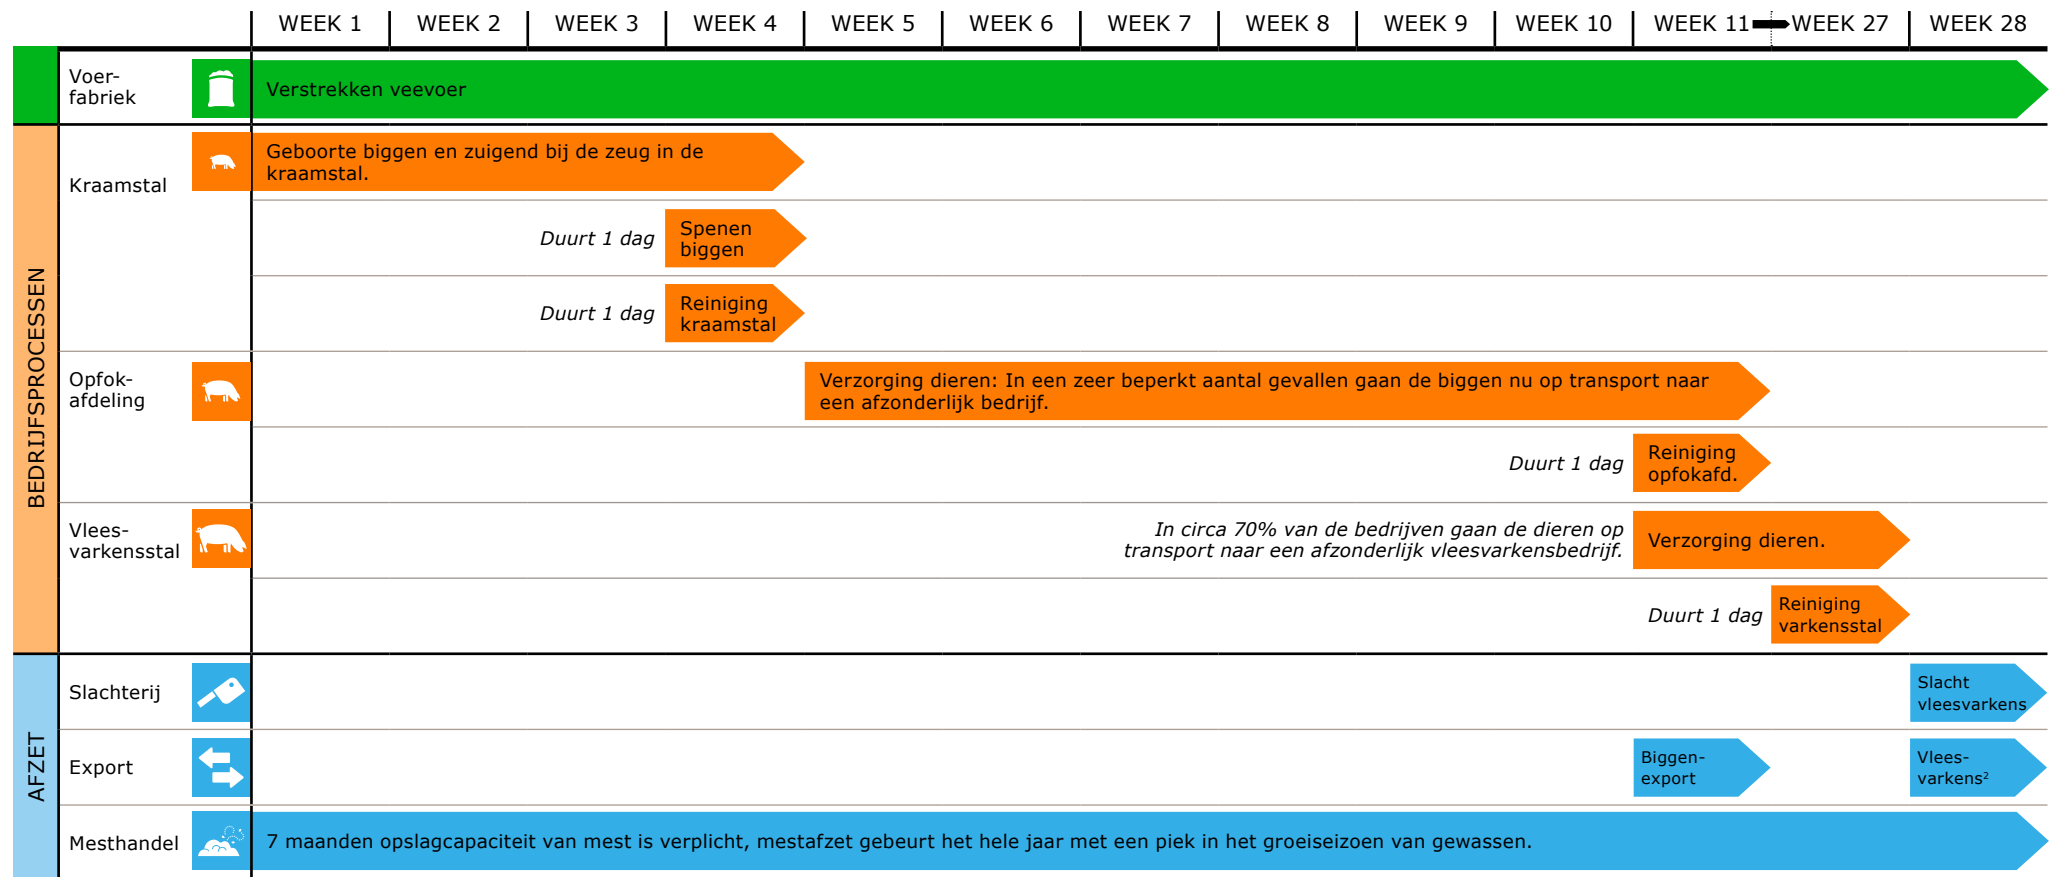 WEEK 1 WEEK 2 WEEK 3 WEEK 4 WEEK 5 WEEK 6 WEEK 7 WEEK 8 WEEK 9 WEEK 10 WEEK 11 WEEK 27 WEEK 28
Voer-
fabriek
Verstrekken veevoer
BEDRIJFSPROCESSEN
Kraamstal
Geboorte biggen en zuigend bij de zeug in de
kraamstal.
Duurt 1 dag
Spenen
biggen
Duurt 1 dag
Reiniging
kraamstal
Opfok-
afdeling
Verzorging dieren: In een zeer beperkt aantal gevallen gaan de biggen nu op transport naar
een afzonderlijk bedrijf.
Duurt 1 dag
Reiniging
opfokafd.
Vlees-
varkensstal
In circa 70% van de bedrijven gaan de dieren op
transport naar een afzonderlijk vleesvarkensbedrijf.
Verzorging dieren.
Duurt 1 dag
Reiniging
varkensstal
AFZET
Slachterij
Slacht
vleesvarkens
Export
Biggen-
export
Vlees-
varkens²
Mesthandel
7 maanden opslagcapaciteit van mest is verplicht, mestafzet gebeurt het hele jaar met een piek in het groeiseizoen van gewassen.